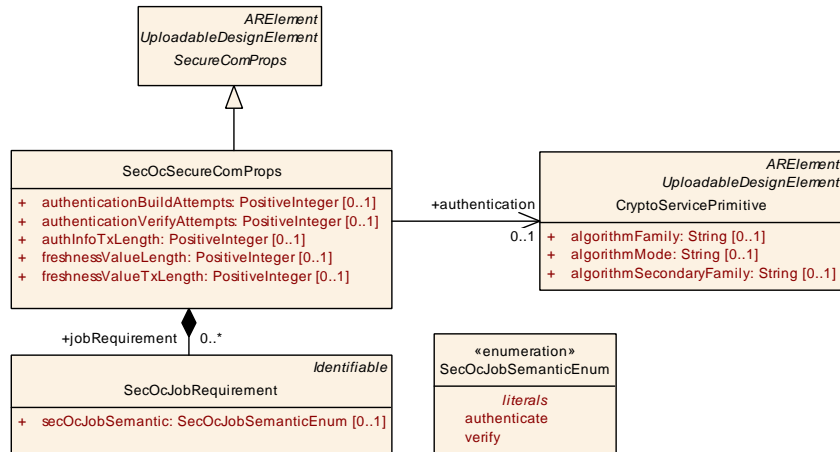 ARElement
UploadableDesignElement
SecureComProps
SecOcSecureComProps
+ authenticationBuildAttempts: PositiveInteger [0..1]
+ authenticationVerifyAttempts: PositiveInteger [0..1]
+ authInfoTxLength: PositiveInteger [0..1]
+ freshnessValueLength: PositiveInteger [0..1]
+ freshnessValueTxLength: PositiveInteger [0..1]
+authentication
0..1
ARElement
UploadableDesignElement
CryptoServicePrimitive
+ algorithmFamily: String [0..1]
+ algorithmMode: String [0..1]
+ algorithmSecondaryFamily: String [0..1]
+jobRequirement 0..*
Identifiable
SecOcJobRequirement
+ secOcJobSemantic: SecOcJobSemanticEnum [0..1]
«enumeration»
SecOcJobSemanticEnum
literals
authenticate
verify